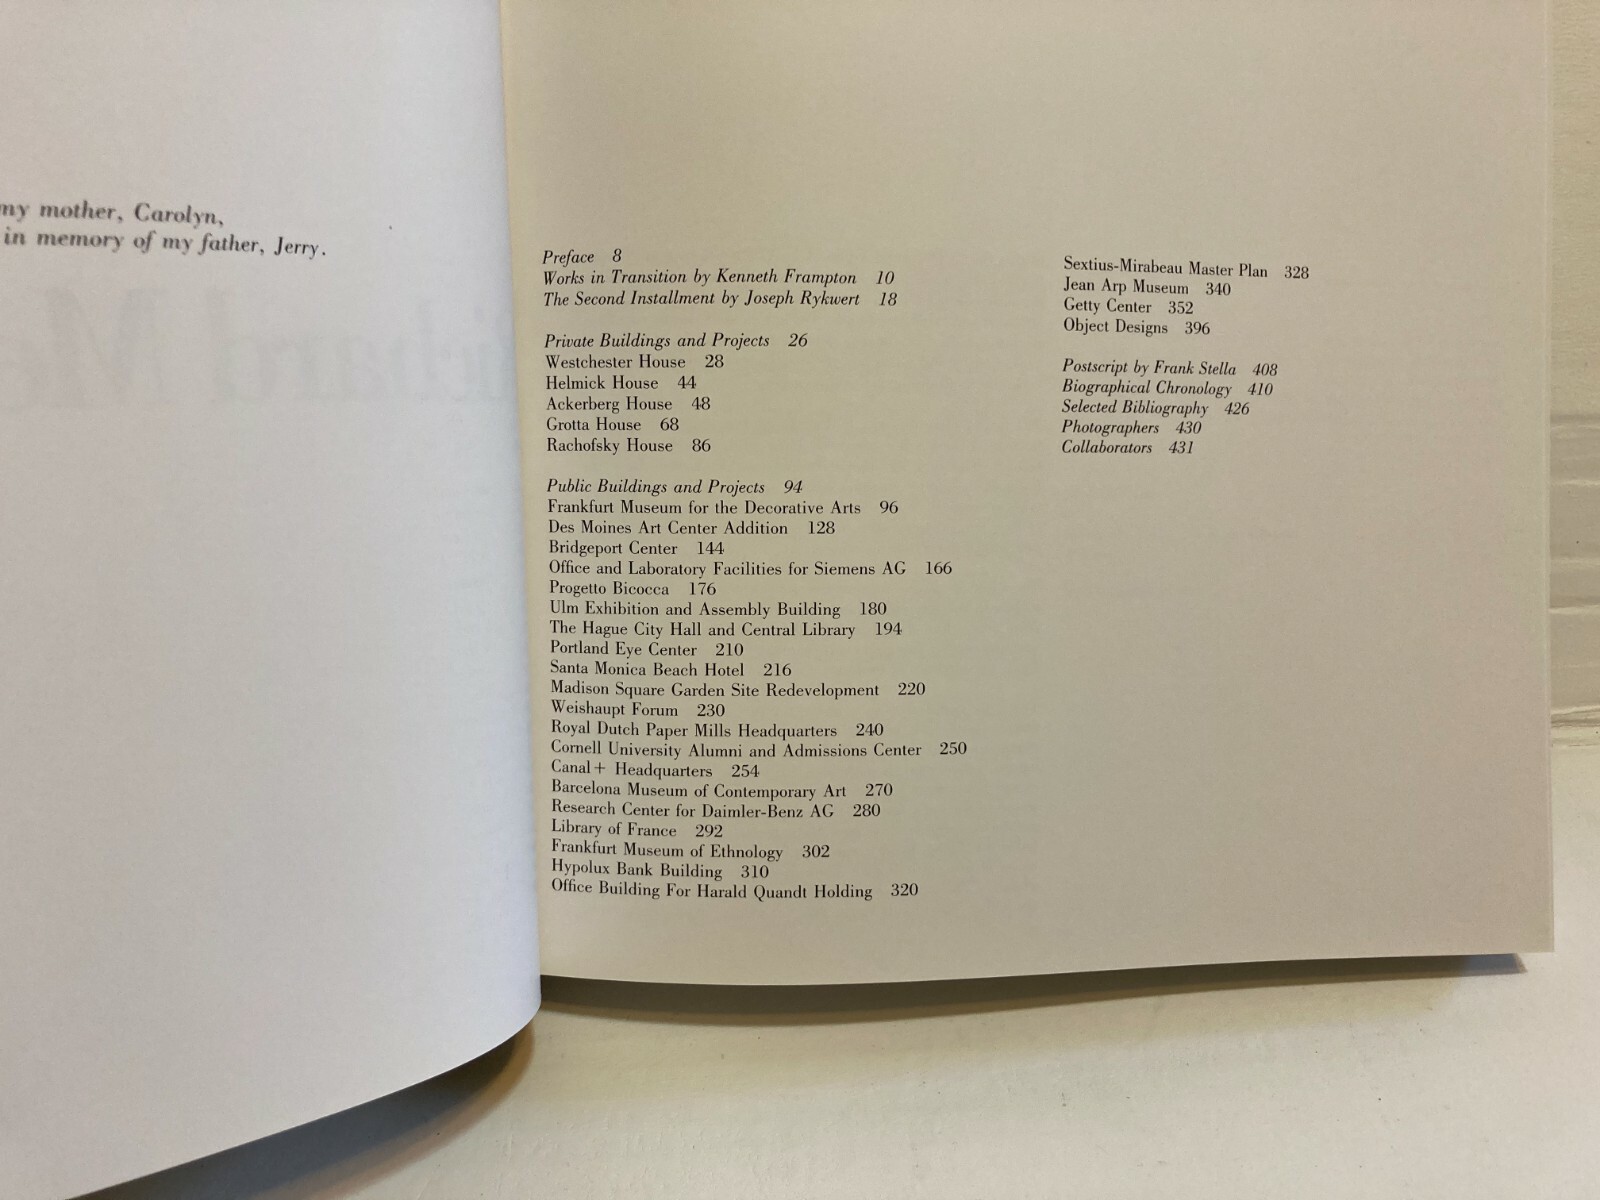 my mother, Carolyn,
in memory of my father, Jerry.
Preface 8
Works in Transition by Kenneth Frampton 10
The Second Installment by Joseph Rykwert 18
Private Buildings and Projects 26
Westchester House 28
Helmick House 44
Ackerberg House 48
Grotta House 68
Rachofsky House 86
Public Buildings and Projects 94
Frankfurt Museum for the Decorative Arts 96
Des Moines Art Center Addition 128
Bridgeport Center 144
Office and Laboratory Facilities for Siemens AG 166
Progetto Bicocca 176
Ulm Exhibition and Assembly Building 180
The Hague City Hall and Central Library 194
Portland Eye Center 210
Santa Monica Beach Hotel 216
Madison Square Garden Site Redevelopment 220
Weishaupt Forum 230
Royal Dutch Paper Mills Headquarters 240
Cornell University Alumni and Admissions Center 250
Canal+ Headquarters 254
Barcelona Museum of Contemporary Art 270
Research Center for Daimler-Benz AG 280
Library of France 292
Frankfurt Museum of Ethnology 302
Hypolux Bank Building 310
Office Building For Harald Quandt Holding 320
Sextius-Mirabeau Master Plan 328
Jean Arp Museum 340
Getty Center 352
Object Designs 396
Postscript by Frank Stella 408
Biographical Chronology 410
Selected Bibliography 426
Photographers 430
Collaborators 431